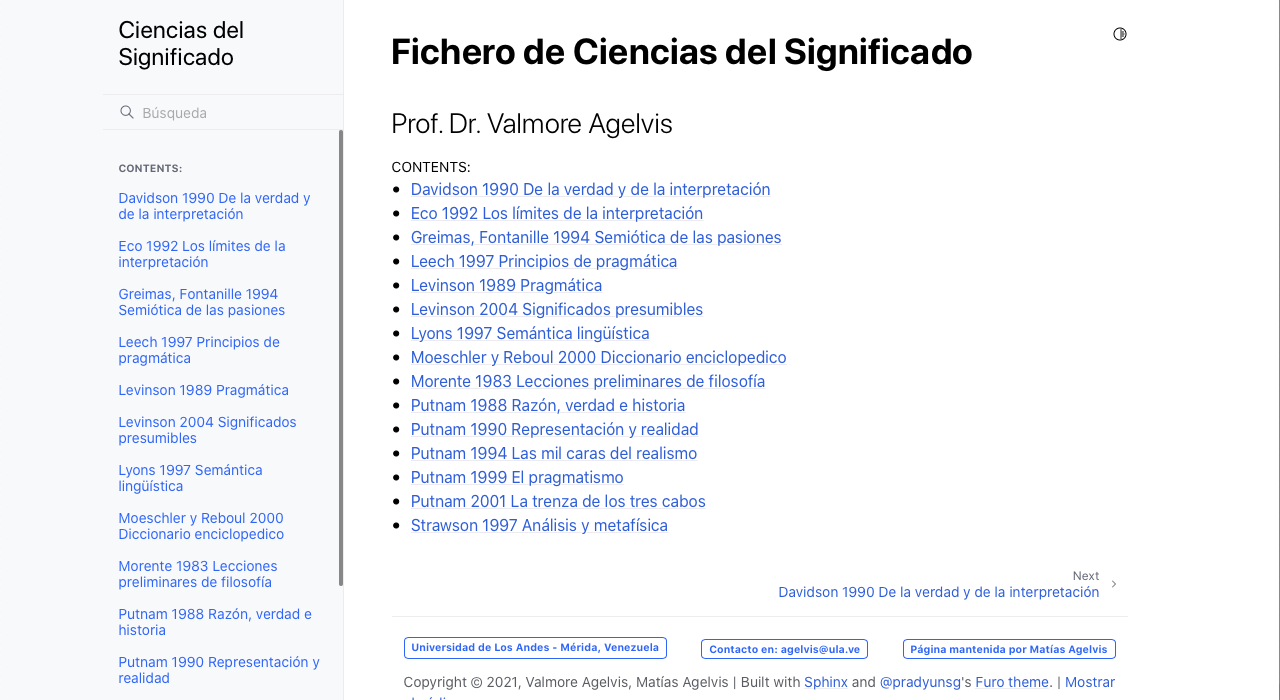 Ciencias del
Significado
Búsqueda
CONTENTS:
Davidson 1990 De la verdad y
de la interpretación
Eco 1992 Los límites de la
interpretación
Greimas, Fontanille 1994
Semiótica de las pasiones
Leech 1997 Principios de
pragmática
Levinson 1989 Pragmática
Levinson 2004 Significados
presumibles
Lyons 1997 Semántica
lingüística
Moeschler y Reboul 2000
Diccionario enciclopedico
Morente 1983 Lecciones
preliminares de filosofía
Putnam 1988 Razón, verdad e
historia
Putnam 1990 Representación y
realidad
Fichero de Ciencias del Significado
Prof. Dr. Valmore Agelvis
CONTENTS:
Davidson 1990 De la verdad y de la interpretación
Eco 1992 Los límites de la interpretación
Greimas, Fontanille 1994 Semiótica de las pasiones
Leech 1997 Principios de pragmática
Levinson 1989 Pragmática
Levinson 2004 Significados presumibles
Lyons 1997 Semántica lingüística
Moeschler y Reboul 2000 Diccionario enciclopedico
Morente 1983 Lecciones preliminares de filosofía
Putnam 1988 Razón, verdad e historia
Putnam 1990 Representación y realidad
Putnam 1994 Las mil caras del realismo
Putnam 1999 El pragmatismo
Putnam 2001 La trenza de los tres cabos
Strawson 1997 Análisis y metafísica
Next
Davidson 1990 De la verdad y de la interpretación
Universidad de Los Andes - Mérida, Venezuela
Contacto en: agelvis@ula.ve
Página mantenida por Matías Agelvis
Copyright © 2021, Valmore Agelvis, Matías Agelvis | Built with Sphinx and @pradyunsg's Furo theme. | Mostrar